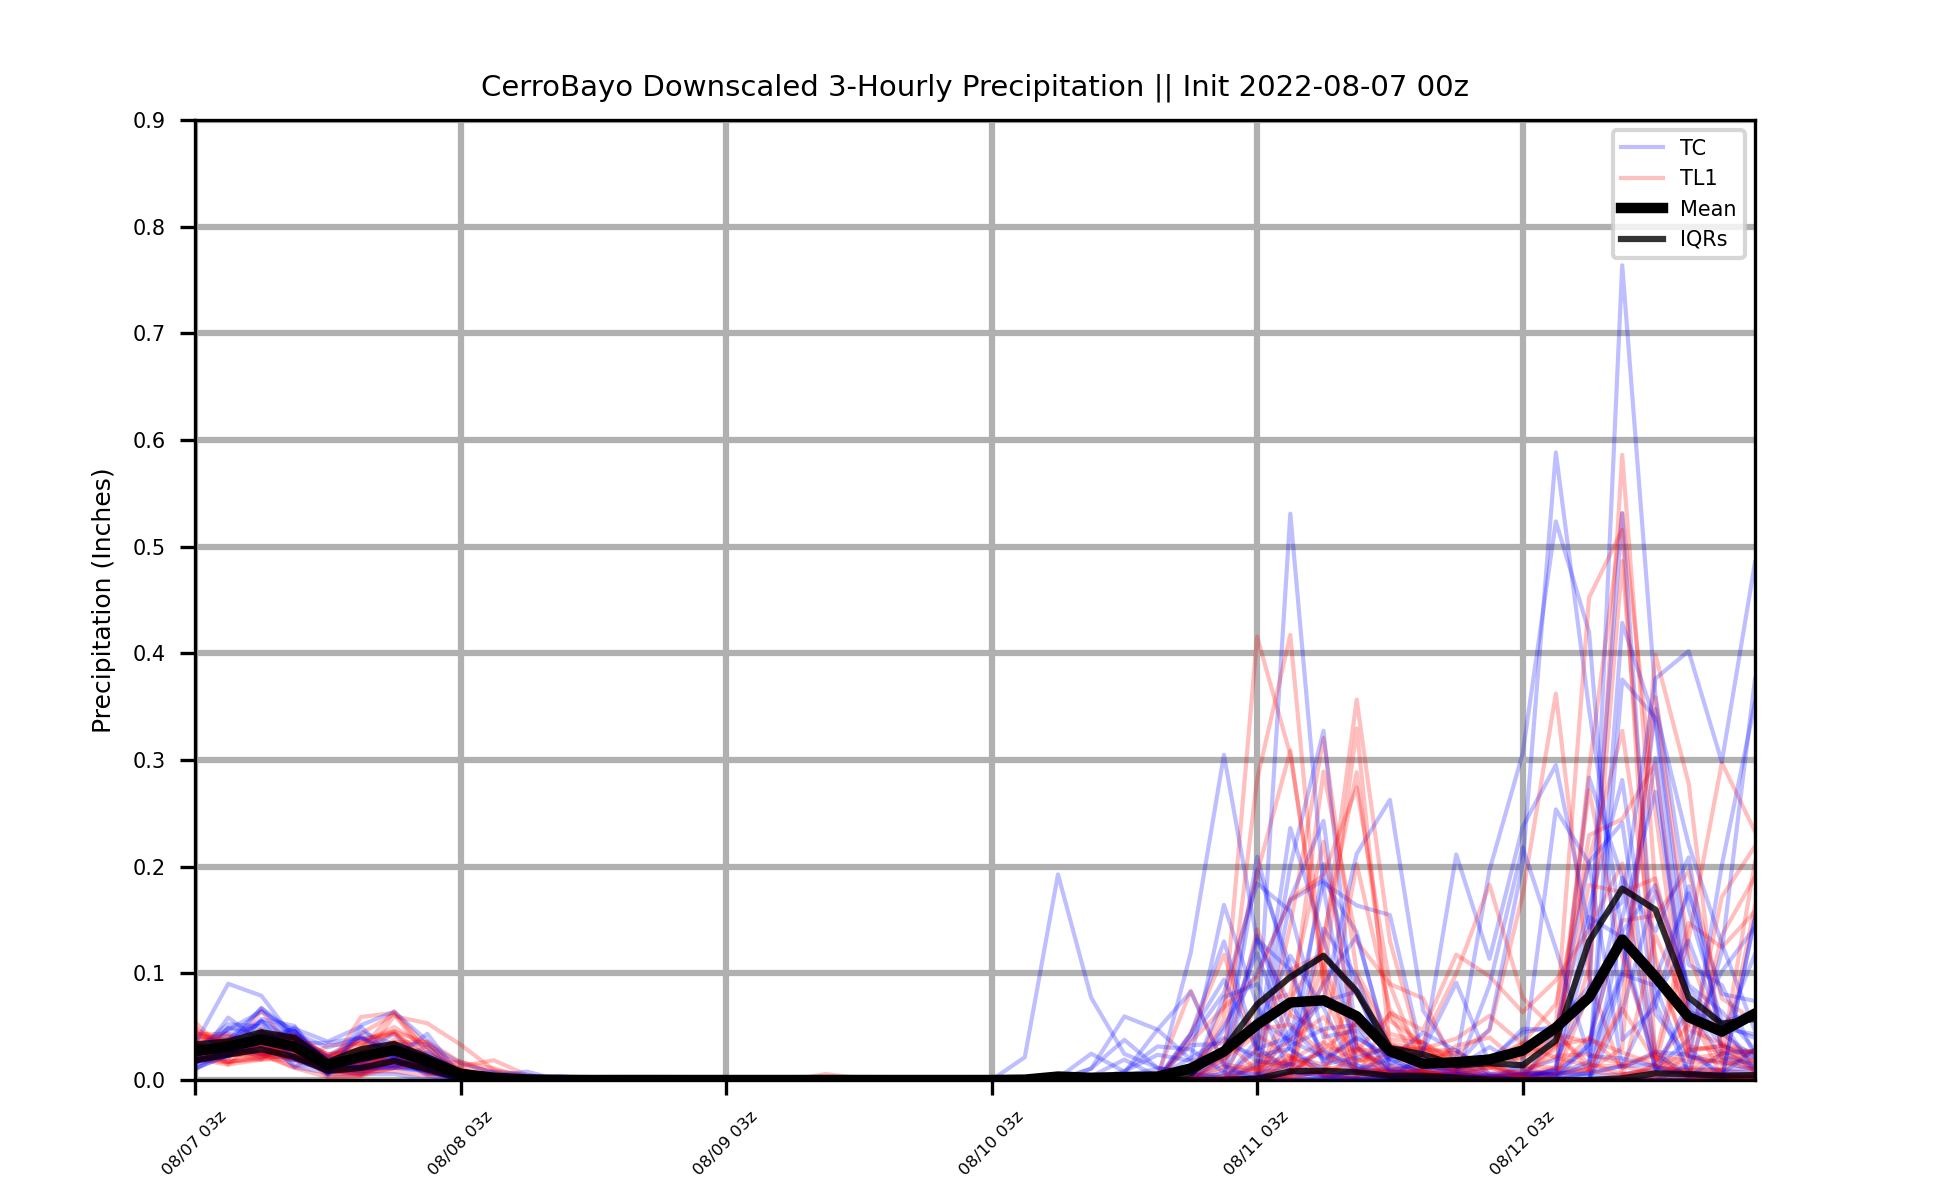 CerroBayo Downscaled 3-Hourly Precipitation || Init 2022-08-07 00z
Precipitation (Inches)
0.9
0.8
0.7
0.6
0.5
0.4
0.3
0.2
0.1
0.0
TC
TL1
Mean
IQRs
08/07 03z
08/08 03z
08/09 03z
08/10 03z
08/11 03z
08/12 03z